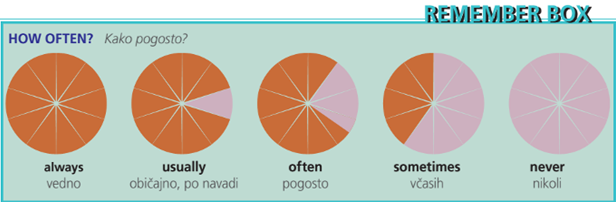 REMEMBER BOX
HOW OFTEN? Kako pogosto?
always usually often sometimes never
vedno običajno, po navadi pogosto včasih nikoli